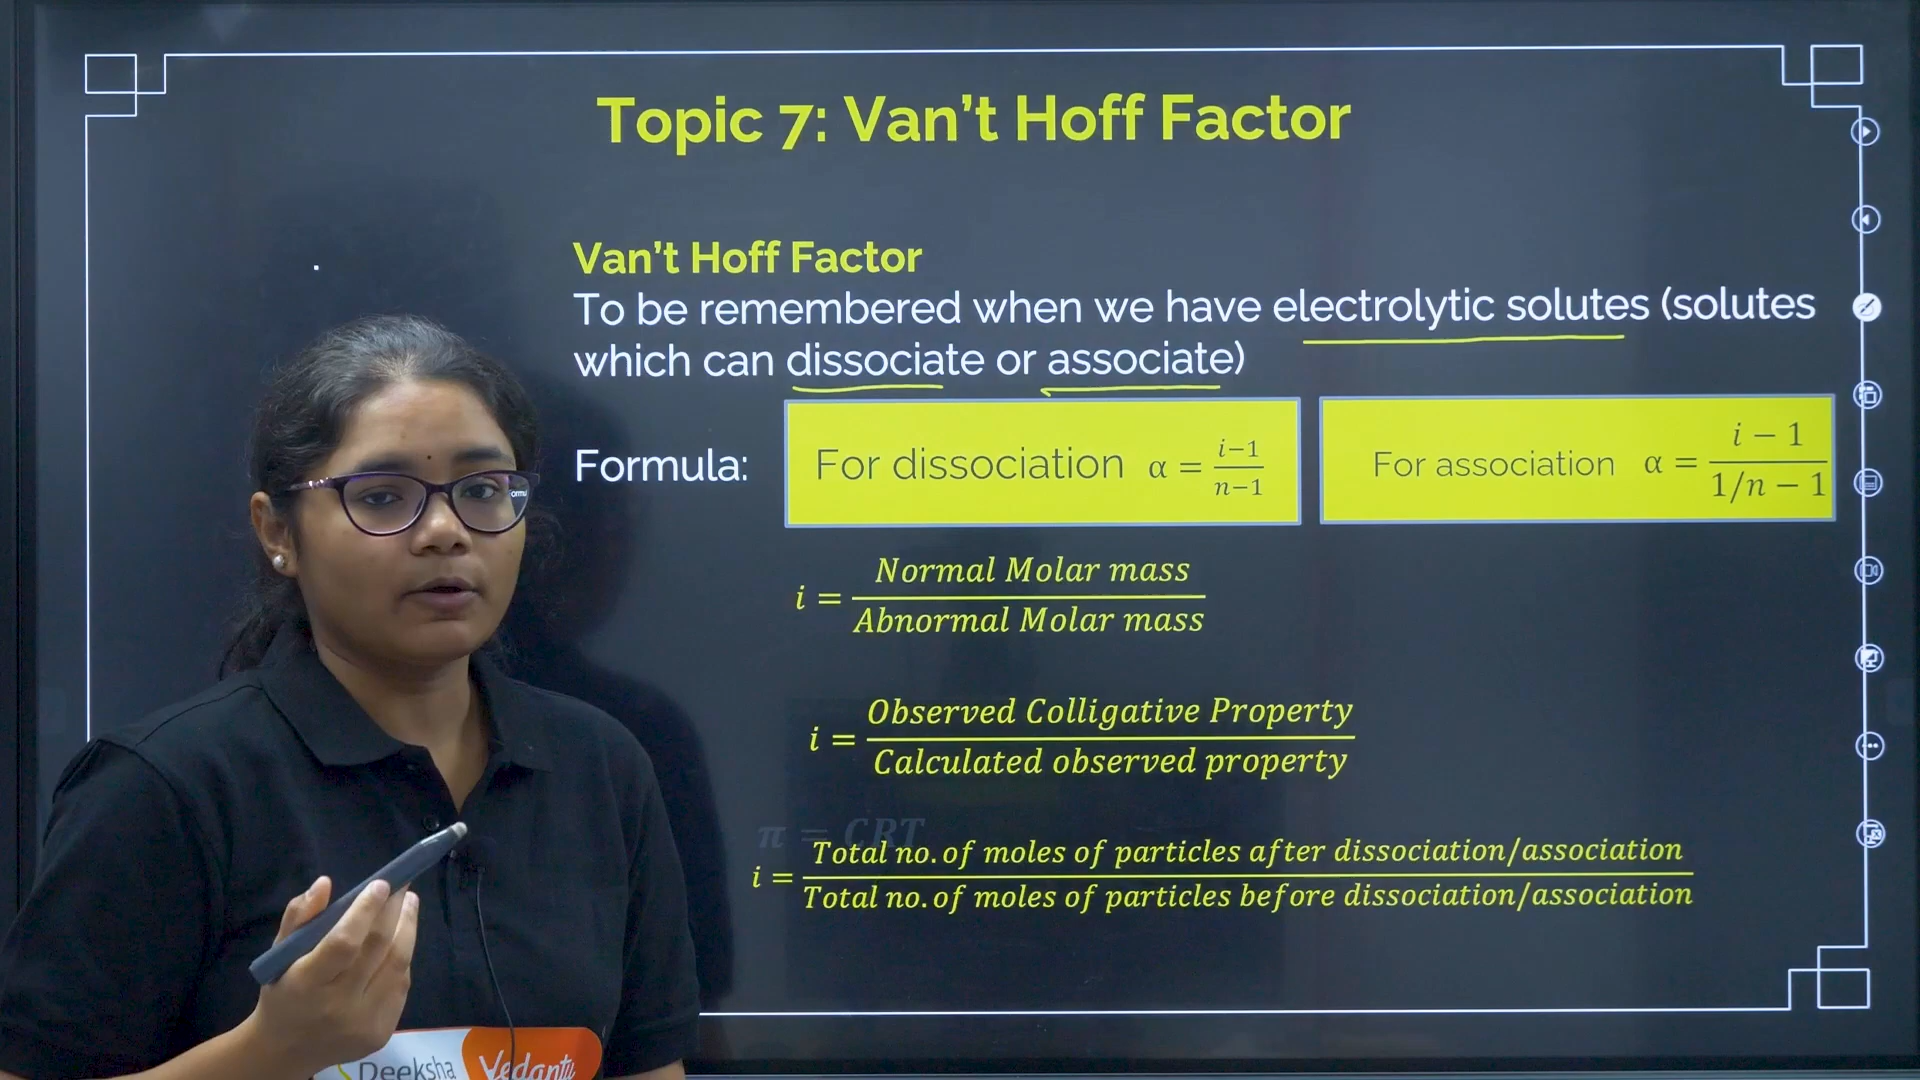 Topic 7: Van't Hoff Factor
Van't Hoff Factor
To be remembered when we have electrolytic solutes (solutes
which can dissociate or associate)
Formula:
For dissociation α = i−1 / n−1
For association α = i − 1 / 1/n − 1
i = Normal Molar mass / Abnormal Molar mass
i = Observed Colligative Property / Calculated observed property
π = CRT
i = Total no. of moles of particles after dissociation/association / Total no. of moles of particles before dissociation/association
Deeksha
Vedantu